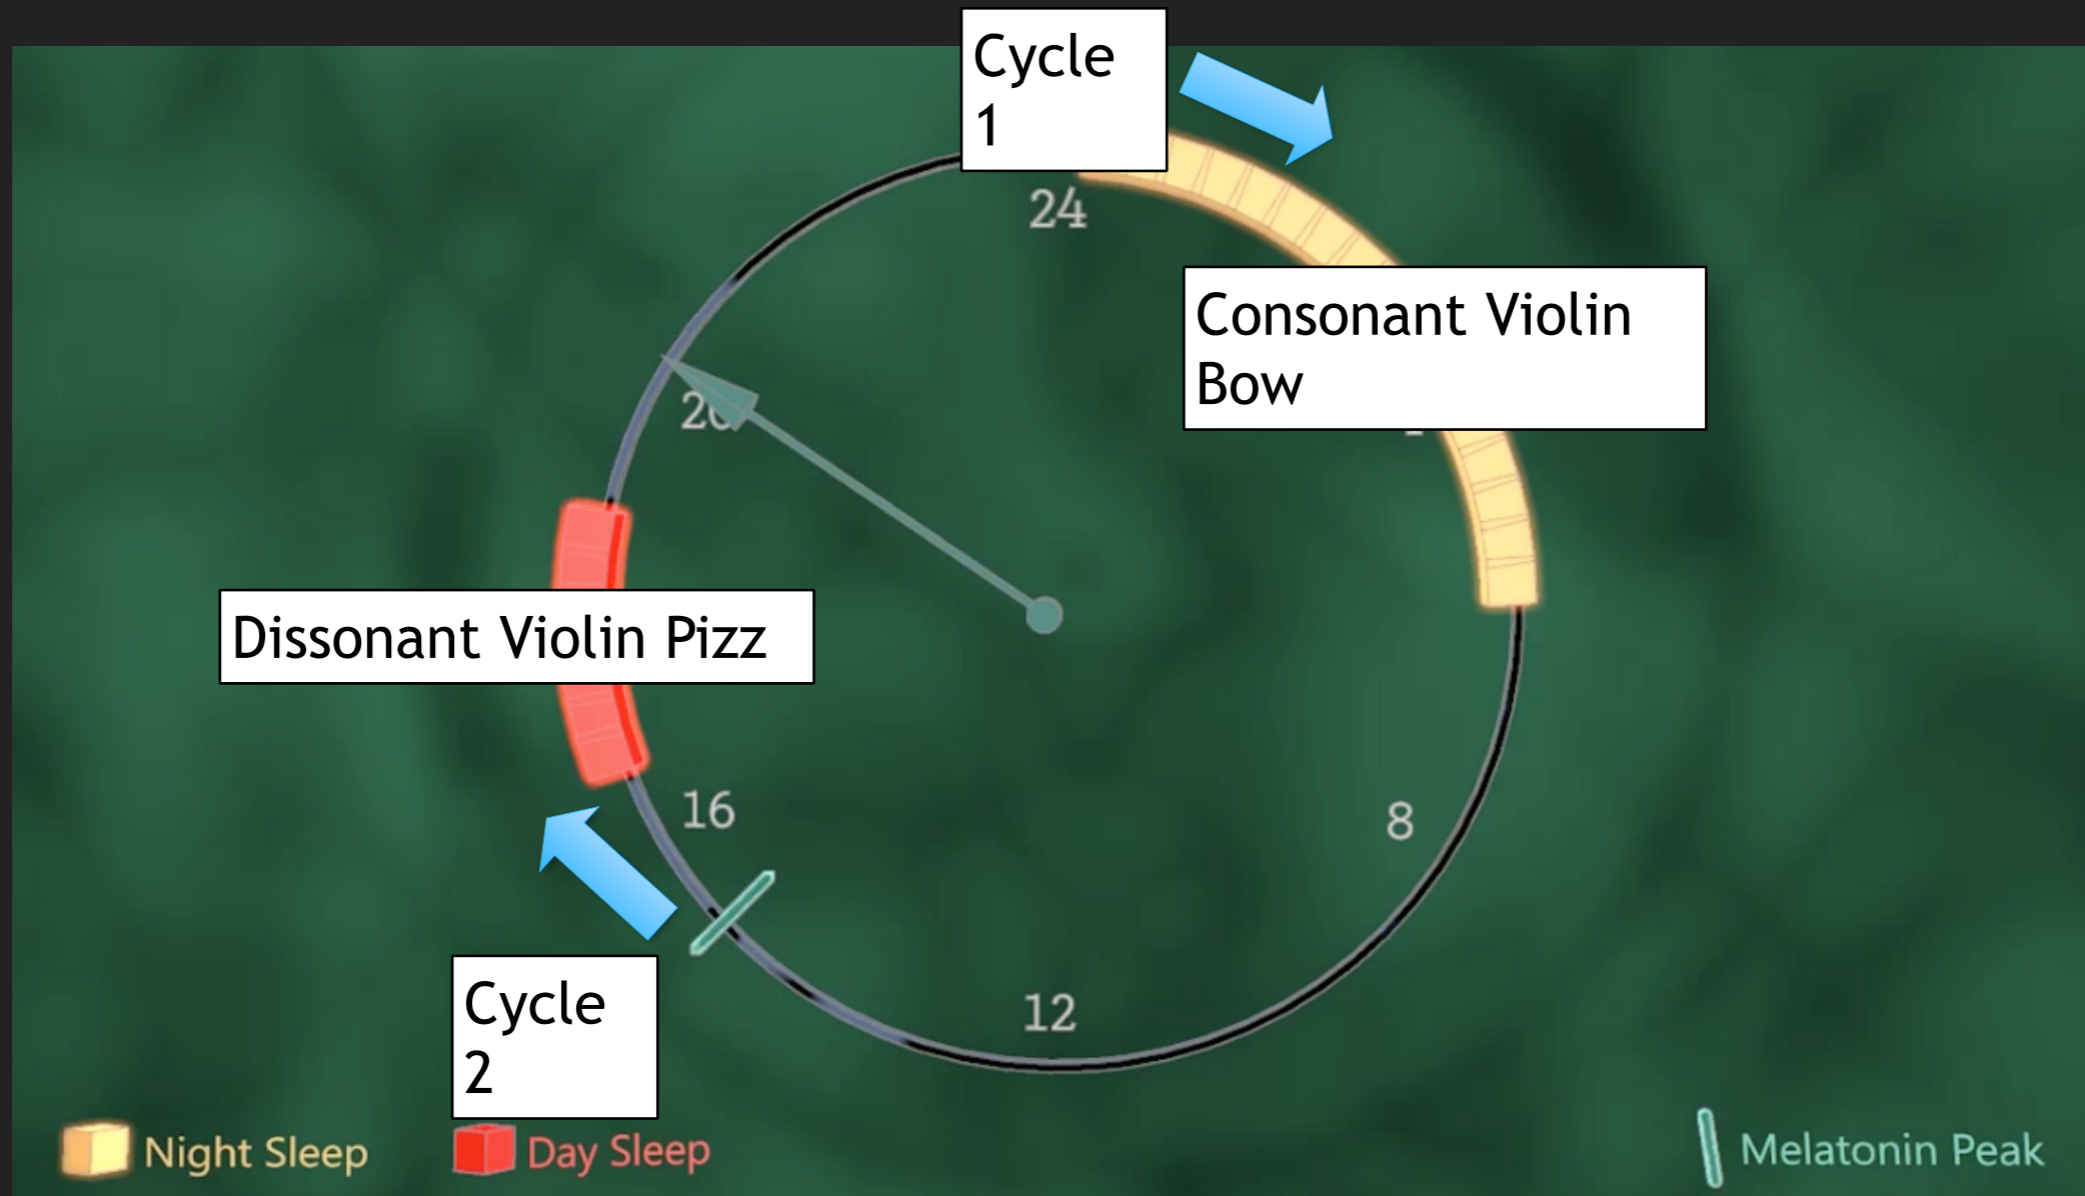 Cycle
1
24
Consonant Violin
Bow
Dissonant Violin Pizz
16
8
Cycle
2
12
Night Sleep
Day Sleep
Melatonin Peak